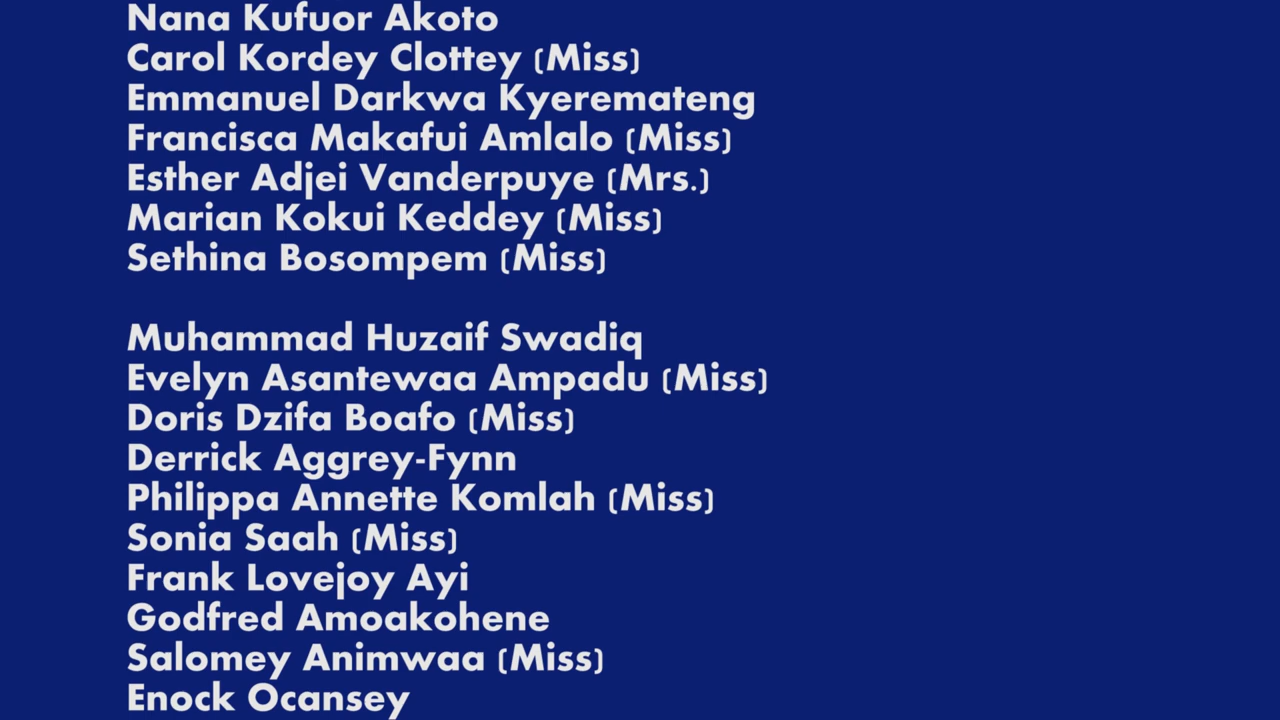 Nana Kufuor Akoto
Carol Kordey Clottey (Miss)
Emmanuel Darkwa Kyeremateng
Francisca Makafui Amlalo (Miss)
Esther Adjei Vanderpuye (Mrs.)
Marian Kokui Keddey (Miss)
Sethina Bosompem (Miss)
Muhammad Huzaif Swadiq
Evelyn Asantewaa Ampadu (Miss)
Doris Dzifa Boafo (Miss)
Derrick Aggrey-Fynn
Philippa Annette Komlah (Miss)
Sonia Saah (Miss)
Frank Lovejoy Ayi
Godfred Amoakohene
Salomey Animwaa (Miss)
Enock Ocansey